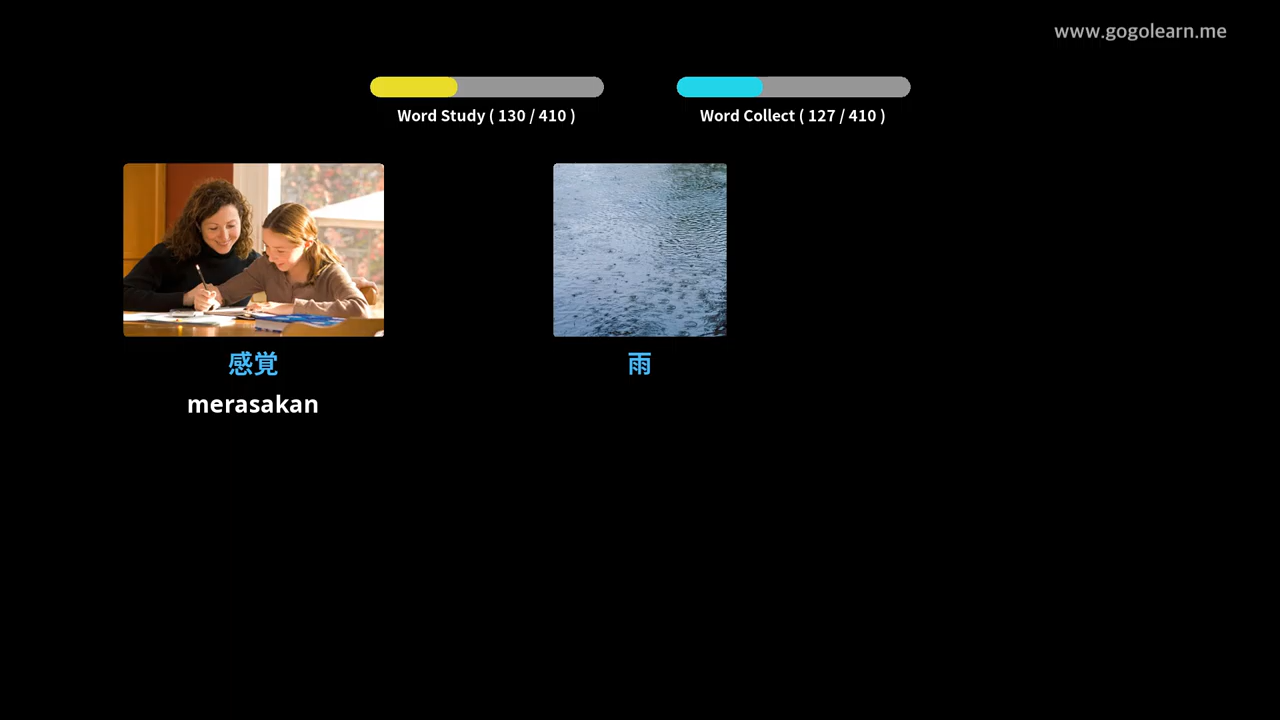 www.gogolearn.me
Word Study ( 130 / 410 )
Word Collect ( 127 / 410 )
感覚
merasakan
雨